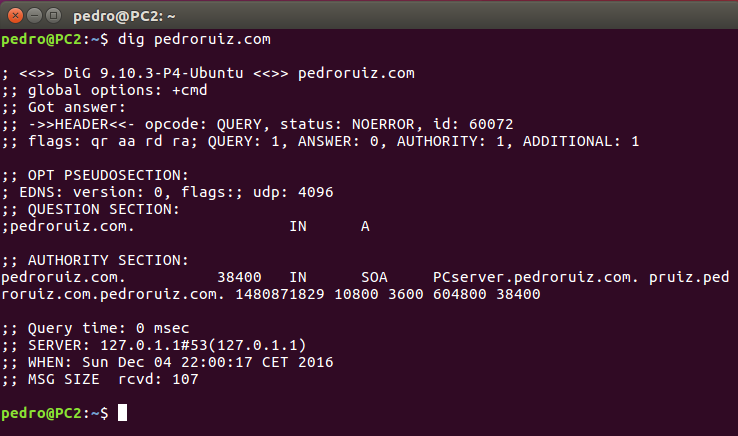 pedro@PC2: ~
pedro@PC2:~$ dig pedroruiz.com

; <<>> DiG 9.10.3-P4-Ubuntu <<>> pedroruiz.com
;; global options: +cmd
;; Got answer:
;; ->>HEADER<<- opcode: QUERY, status: NOERROR, id: 60072
;; flags: qr aa rd ra; QUERY: 1, ANSWER: 0, AUTHORITY: 1, ADDITIONAL: 1

;; OPT PSEUDOSECTION:
; EDNS: version: 0, flags:; udp: 4096
;; QUESTION SECTION:
;pedroruiz.com.                 IN      A

;; AUTHORITY SECTION:
pedroruiz.com.          38400   IN      SOA     PCserver.pedroruiz.com. pruiz.ped
roruiz.com.pedroruiz.com. 1480871829 10800 3600 604800 38400

;; Query time: 0 msec
;; SERVER: 127.0.1.1#53(127.0.1.1)
;; WHEN: Sun Dec 04 22:00:17 CET 2016
;; MSG SIZE  rcvd: 107

pedro@PC2:~$